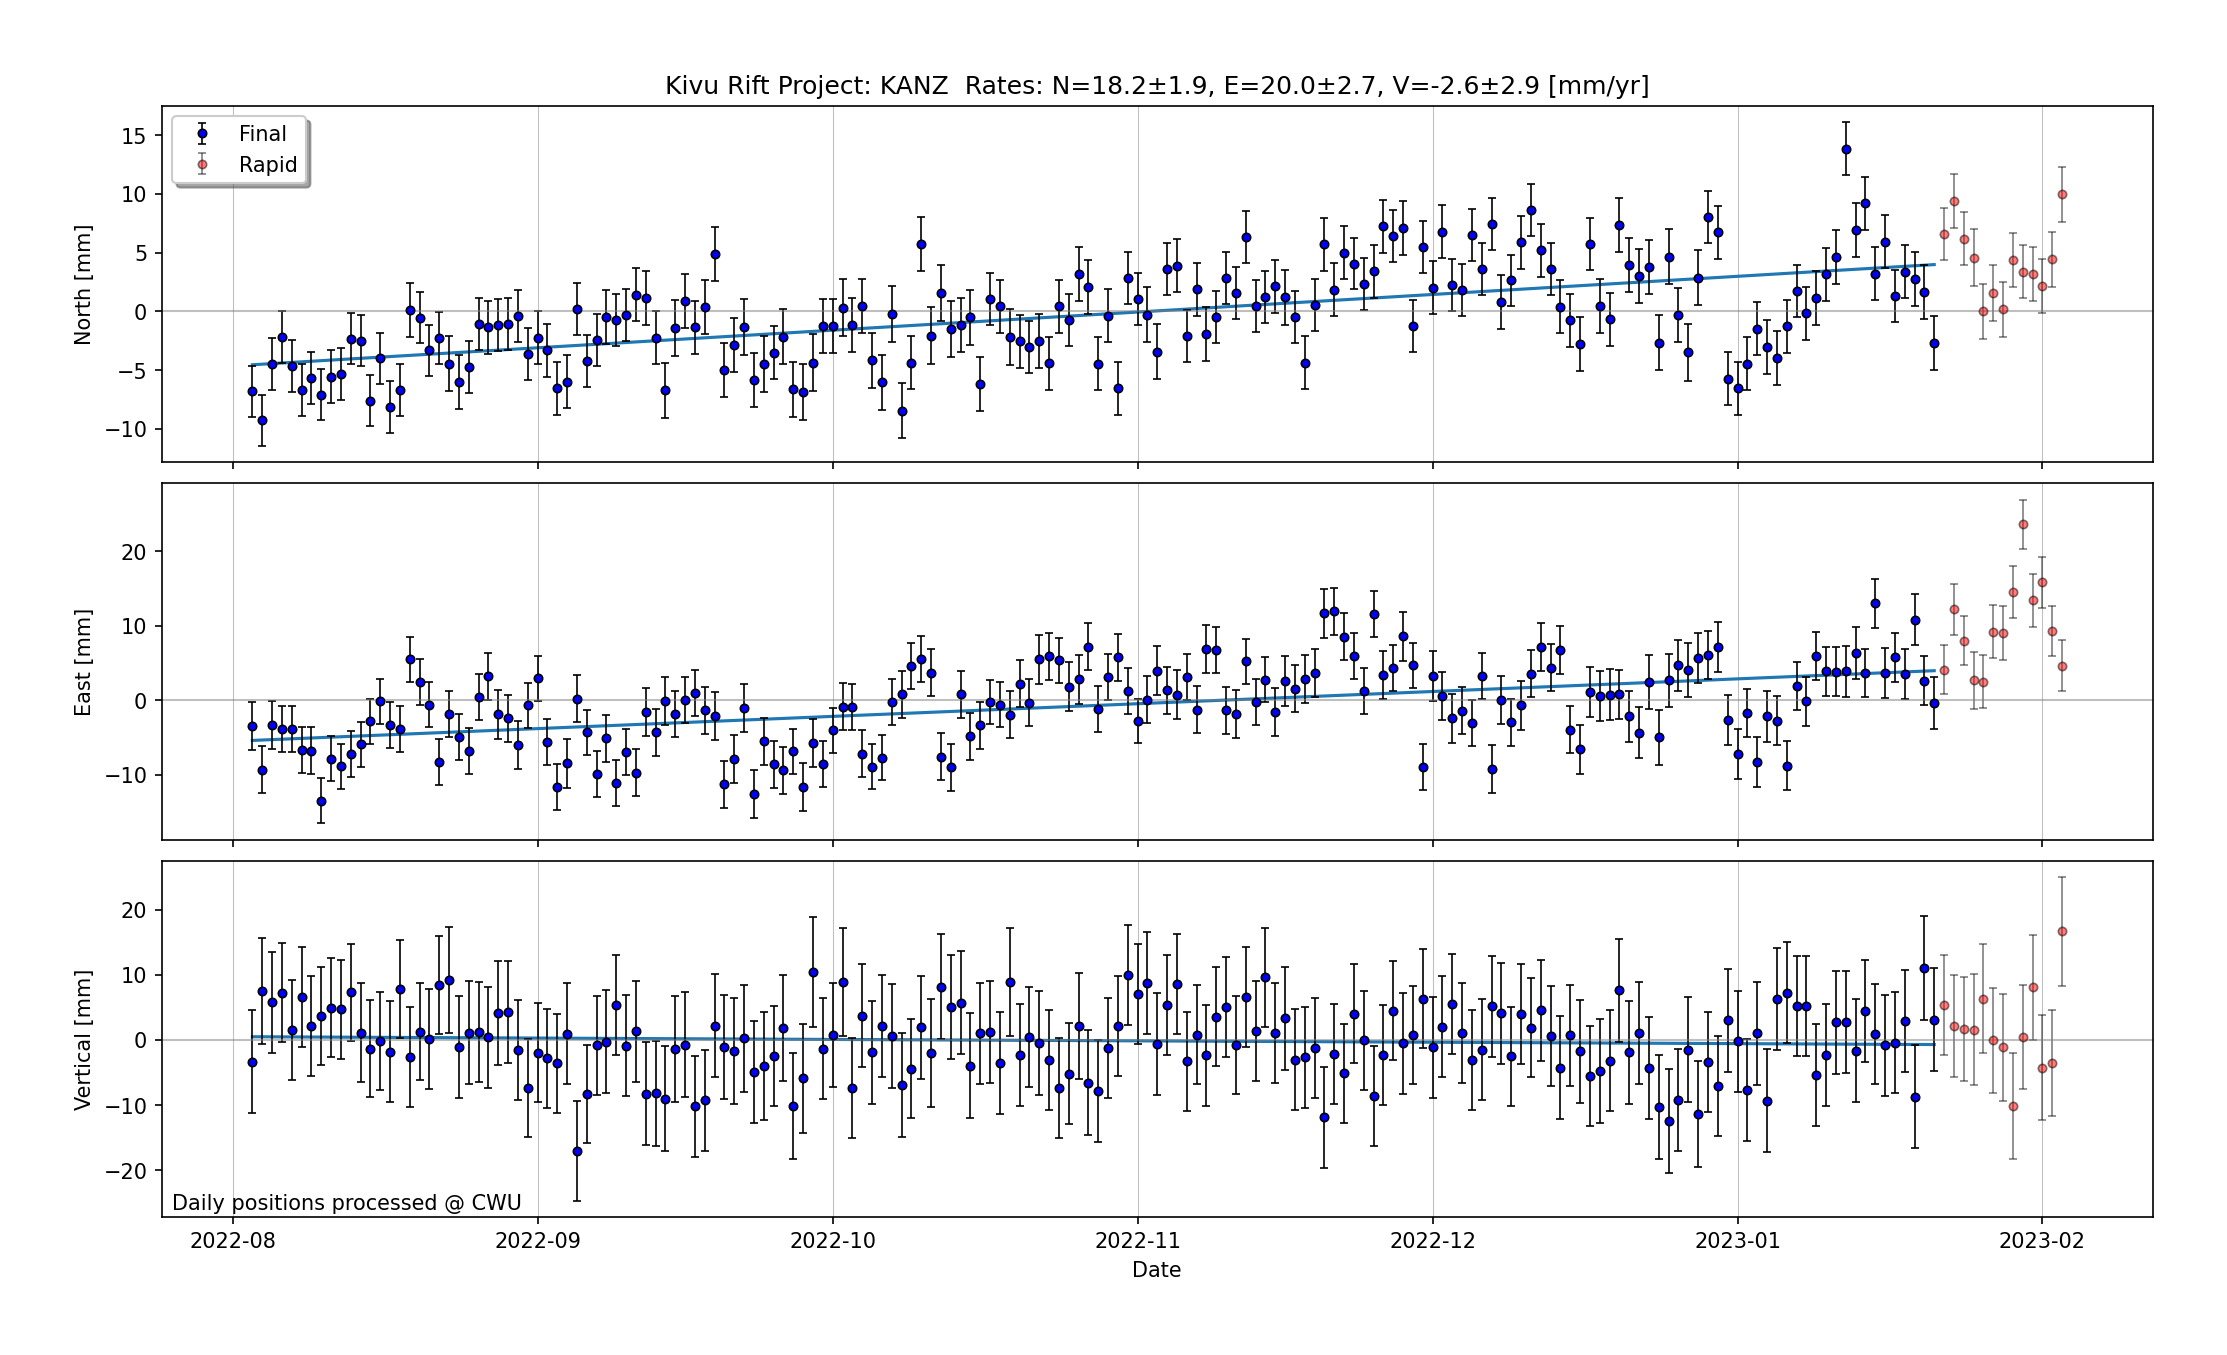 Kivu Rift Project: KANZ  Rates: N=18.2±1.9, E=20.0±2.7, V=-2.6±2.9 [mm/yr]
Final
Rapid
North [mm]
15
10
5
0
−5
−10
East [mm]
20
10
0
−10
Vertical [mm]
20
10
0
−10
−20
Daily positions processed @ CWU
2022-08 2022-09 2022-10 2022-11 2022-12 2023-01 2023-02
Date